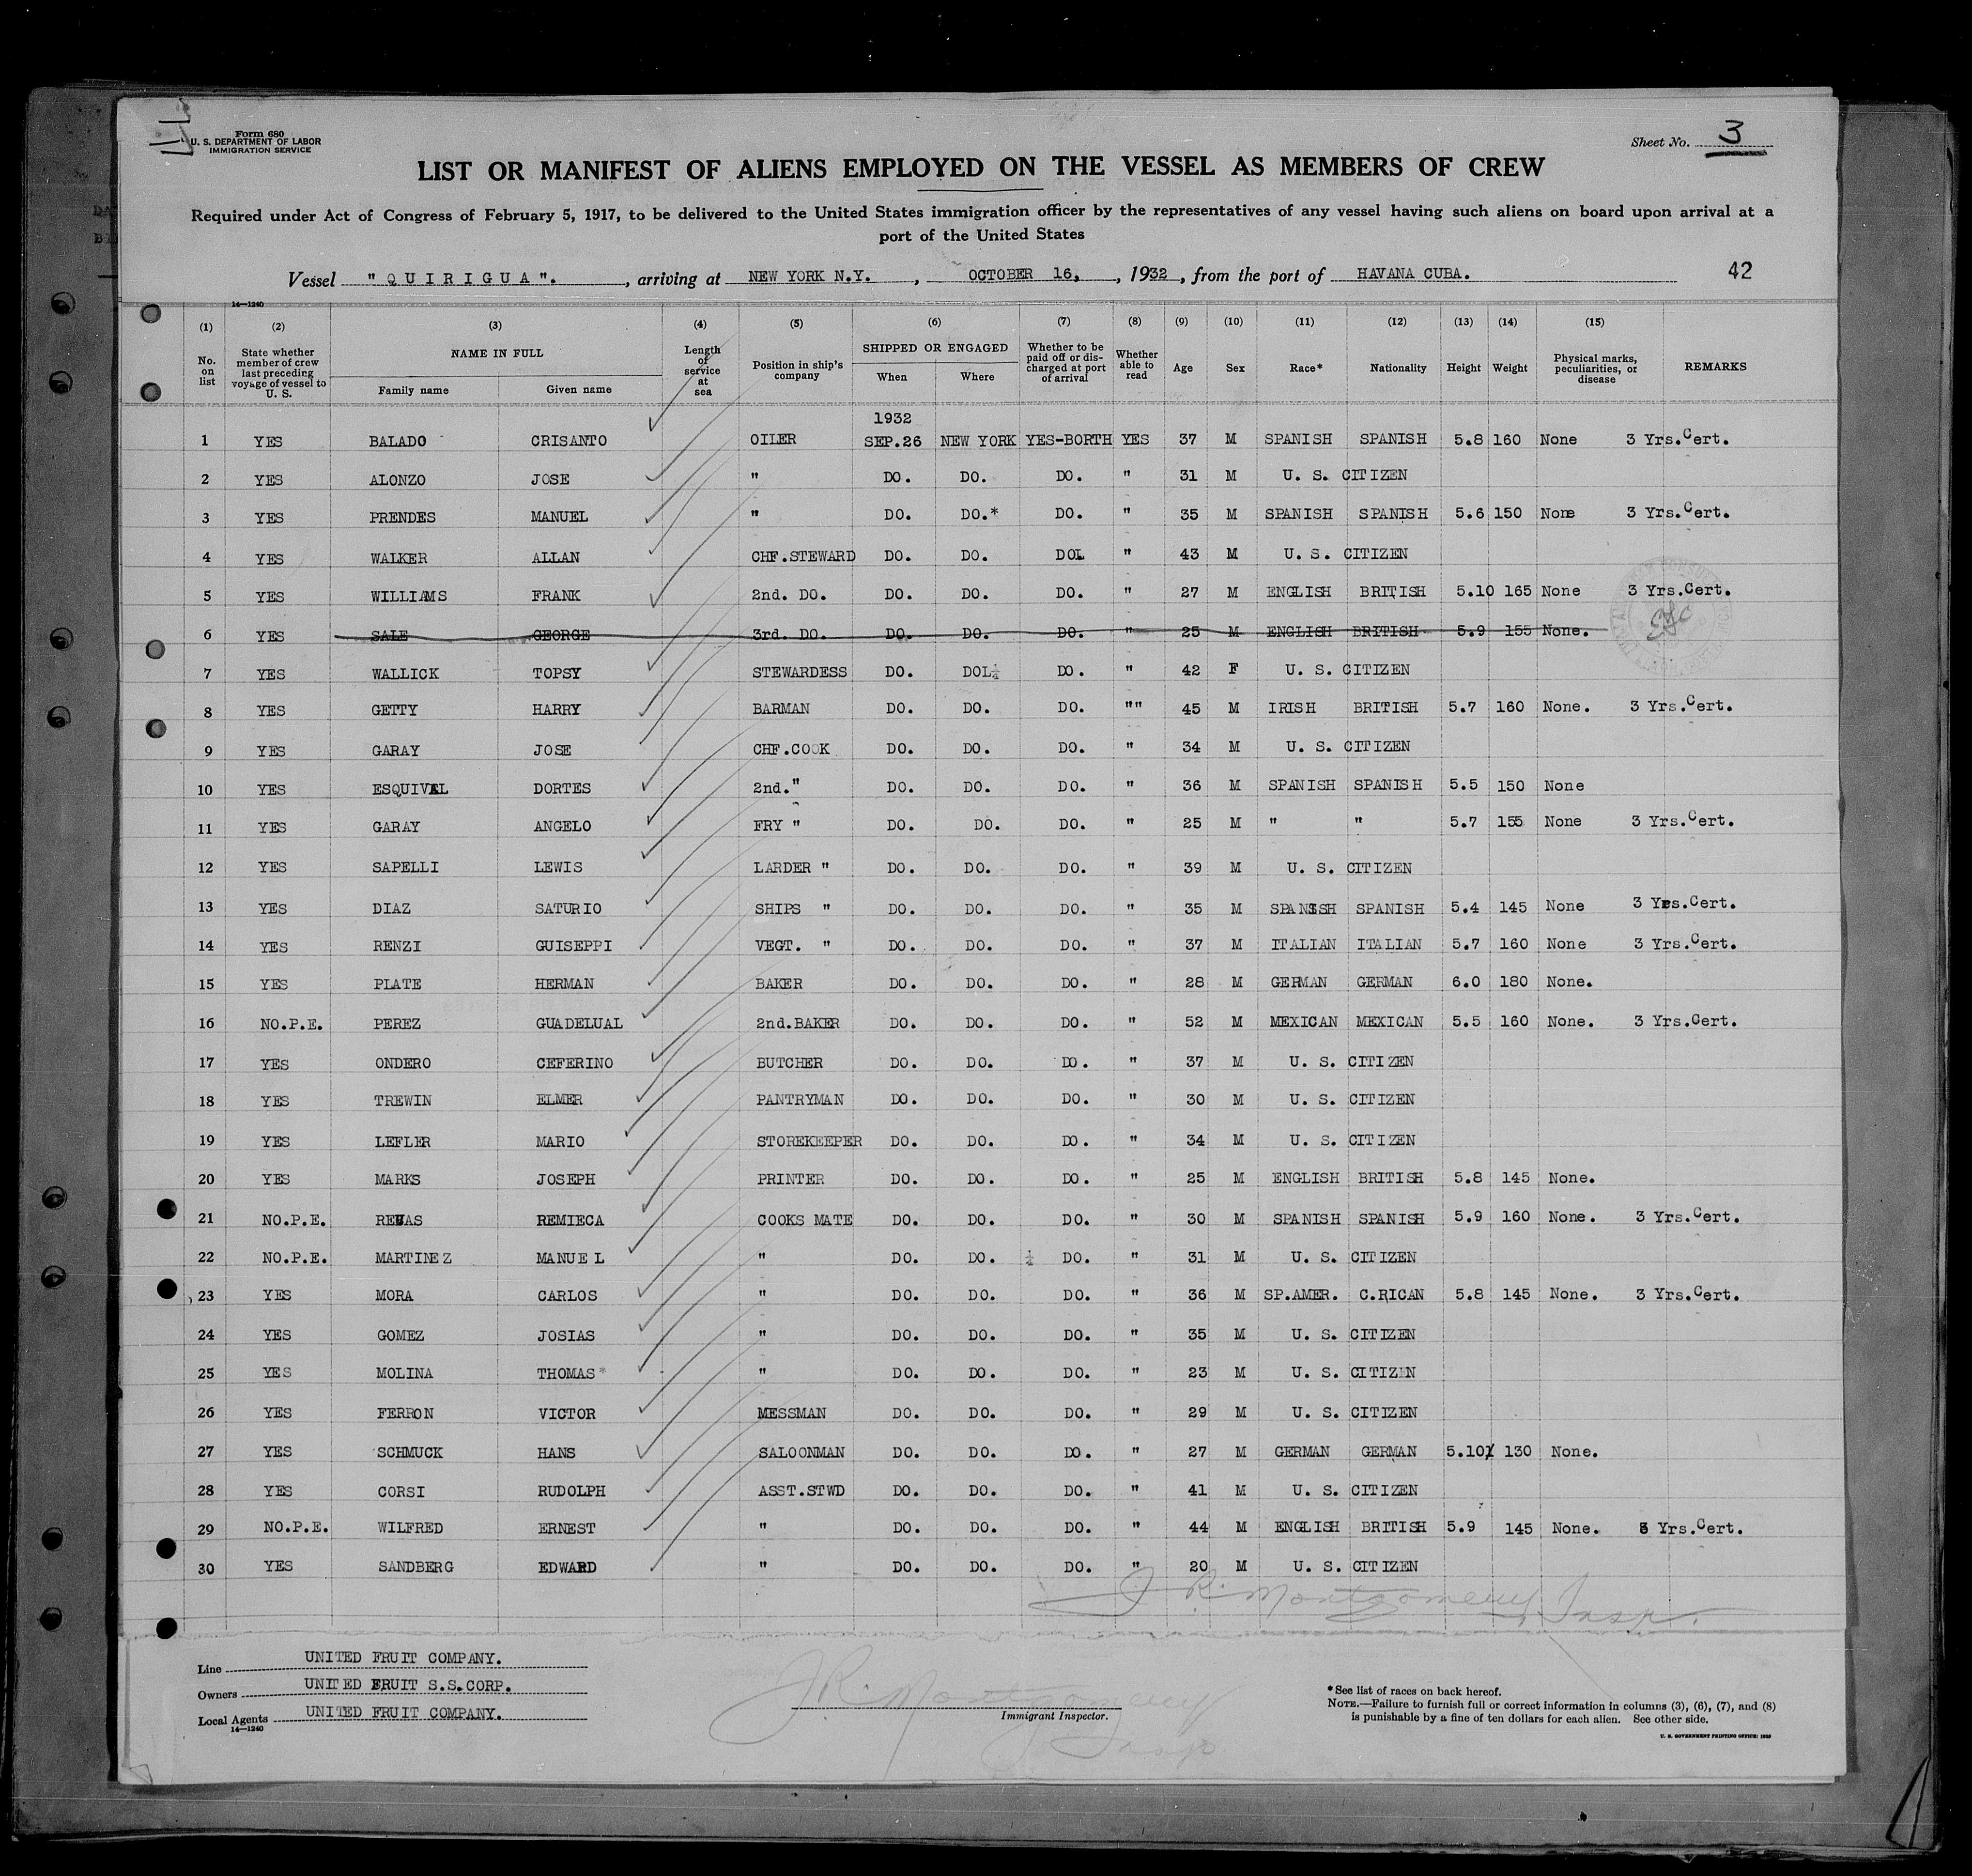 Form 680
U. S. DEPARTMENT OF LABOR
IMMIGRATION SERVICE
Sheet No. 3
LIST OR MANIFEST OF ALIENS EMPLOYED ON THE VESSEL AS MEMBERS OF CREW
Required under Act of Congress of February 5, 1917, to be delivered to the United States immigration officer by the representatives of any vessel having such aliens on board upon arrival at a
port of the United States
Vessel "QUIRIGUA". , arriving at NEW YORK N.Y. , OCTOBER 16, , 1932 , from the port of HAVANA CUBA. 42
14—1240
(1) (2) (3) (4) (5) (6) (7) (8) (9) (10) (11) (12) (13) (14) (15)
No. on list State whether member of crew last preceding voyage of vessel to U. S. NAME IN FULL Family name Given name Length of service at sea Position in ship's company SHIPPED OR ENGAGED When Where Whether to be paid off or discharged at port of arrival Whether able to read Age Sex Race* Nationality Height Weight Physical marks, peculiarities, or disease REMARKS
1932
1 YES BALADO CRISANTO OILER SEP.26 NEW YORK YES-BORTH YES 37 M SPANISH SPANISH 5.8 160 None 3 Yrs.Cert.
2 YES ALONZO JOSE " DO. DO. DO. " 31 M U. S. CITIZEN
3 YES PRENDES MANUEL " DO. DO.* DO. " 35 M SPANISH SPANISH 5.6 150 None 3 Yrs.Cert.
4 YES WALKER ALLAN CHF.STEWARD DO. DO. DOL " 43 M U. S. CITIZEN
5 YES WILLIAMS FRANK 2nd. DO. DO. DO. DO. " 27 M ENGLISH BRITISH 5.10 165 None 3 Yrs.Cert.
6 YES SALE GEORGE 3rd. DO. DO. DO. DO. " 25 M ENGLISH BRITISH 5.9 155 None.
7 YES WALLICK TOPSY STEWARDESS DO. DOL½ DO. " 42 F U. S. CITIZEN
8 YES GETTY HARRY BARMAN DO. DO. DO. "" 45 M IRISH BRITISH 5.7 160 None. 3 Yrs.Cert.
9 YES GARAY JOSE CHF.COOK DO. DO. DO. " 34 M U. S. CITIZEN
10 YES ESQUIVEL DORTES 2nd." DO. DO. DO. " 36 M SPANISH SPANISH 5.5 150 None
11 YES GARAY ANGELO FRY " DO. DO. DO. " 25 M " " 5.7 155 None 3 Yrs.Cert.
12 YES SAPELLI LEWIS LARDER " DO. DO. DO. " 39 M U. S. CITIZEN
13 YES DIAZ SATURIO SHIPS " DO. DO. DO. " 35 M SPANISH SPANISH 5.4 145 None 3 Yrs.Cert.
14 YES RENZI GUISEPPI VEGT. " DO. DO. DO. " 37 M ITALIAN ITALIAN 5.7 160 None 3 Yrs.Cert.
15 YES PLATE HERMAN BAKER DO. DO. DO. " 28 M GERMAN GERMAN 6.0 180 None.
16 NO.P.E. PEREZ GUADELUAL 2nd.BAKER DO. DO. DO. " 52 M MEXICAN MEXICAN 5.5 160 None. 3 Yrs.Cert.
17 YES ONDERO CEFERINO BUTCHER DO. DO. DO. " 37 M U. S. CITIZEN
18 YES TREWIN ELMER PANTRYMAN DO. DO. DO. " 30 M U. S. CITIZEN
19 YES LEFLER MARIO STOREKEEPER DO. DO. DO. " 34 M U. S. CITIZEN
20 YES MARKS JOSEPH PRINTER DO. DO. DO. " 25 M ENGLISH BRITISH 5.8 145 None.
21 NO.P.E. REMIECA COOKS MATE DO. DO. DO. " 30 M SPANISH SPANISH 5.9 160 None. 3 Yrs.Cert.
22 NO.P.E. MARTINEZ MANUEL " DO. DO. ½ DO. " 31 M U. S. CITIZEN
23 YES MORA CARLOS " DO. DO. DO. " 36 M SP.AMER. C.RICAN 5.8 145 None. 3 Yrs.Cert.
24 YES GOMEZ JOSIAS " DO. DO. DO. " 35 M U. S. CITIZEN
25 YES MOLINA THOMAS* " DO. DO. DO. " 23 M U. S. CITIZEN
26 YES FERRON VICTOR MESSMAN DO. DO. DO. " 29 M U. S. CITIZEN
27 YES SCHMUCK HANS SALOONMAN DO. DO. DO. " 27 M GERMAN GERMAN 5.10 130 None.
28 YES CORSI RUDOLPH ASST.STWD DO. DO. DO. " 41 M U. S. CITIZEN
29 NO.P.E. WILFRED ERNEST " DO. DO. DO. " 44 M ENGLISH BRITISH 5.9 145 None. 3 Yrs.Cert.
30 YES SANDBERG EDWARD " DO. DO. DO. " 20 M U. S. CITIZEN
J R. Montgomery, Insp.
Line UNITED FRUIT COMPANY.
Owners UNITED FRUIT S.S.CORP.
Local Agents UNITED FRUIT COMPANY.
14—1240
J R. Montgomery
Insp
Immigrant Inspector.
*See list of races on back hereof.
NOTE.—Failure to furnish full or correct information in columns (3), (6), (7), and (8)
is punishable by a fine of ten dollars for each alien. See other side.